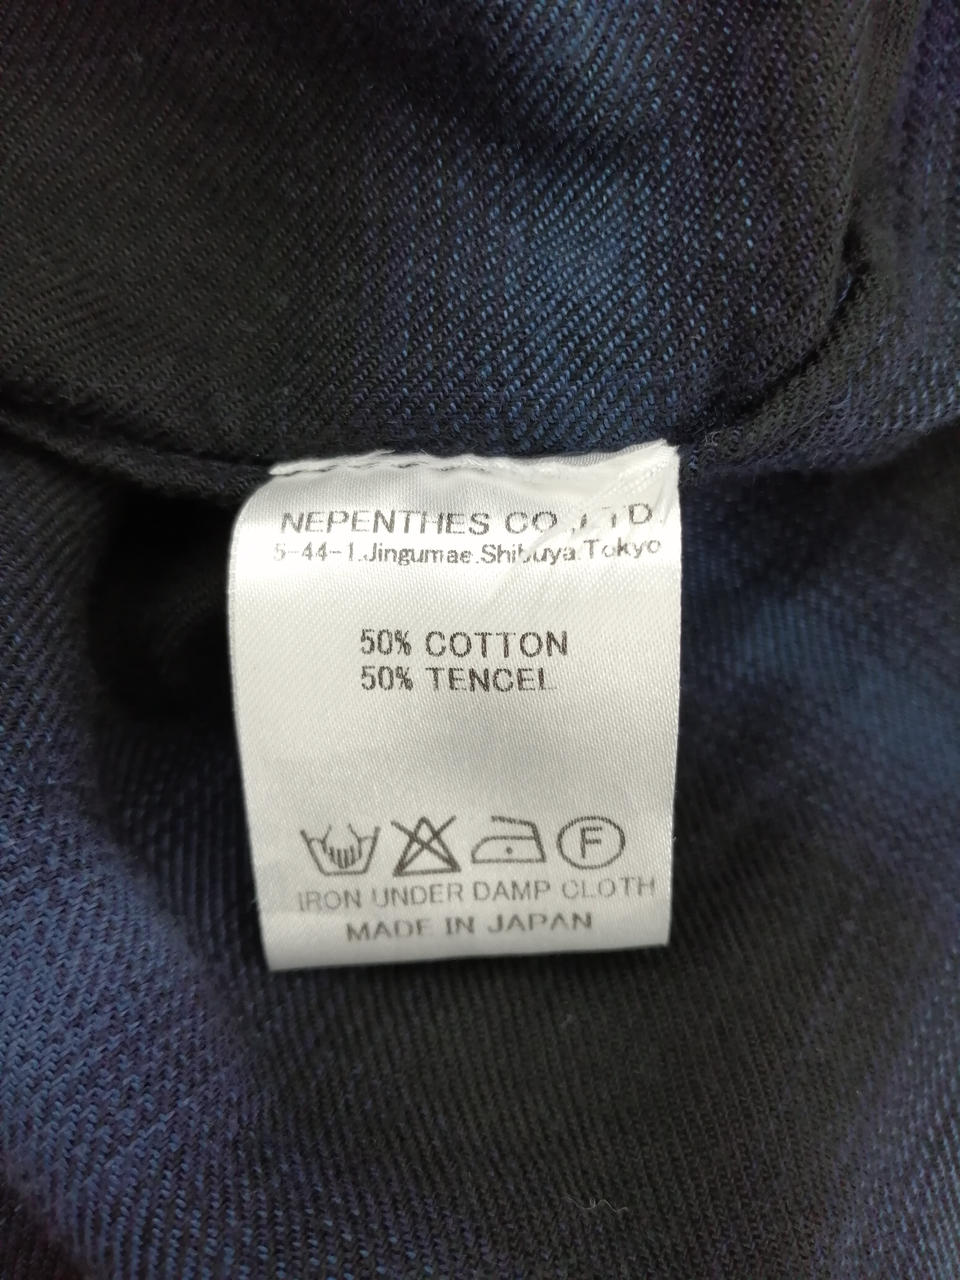 NEPENTHES CO.,LTD.
5-44-1.Jingumae.Shibuya.Tokyo
50% COTTON
50% TENCEL
F
IRON UNDER DAMP CLOTH
MADE IN JAPAN